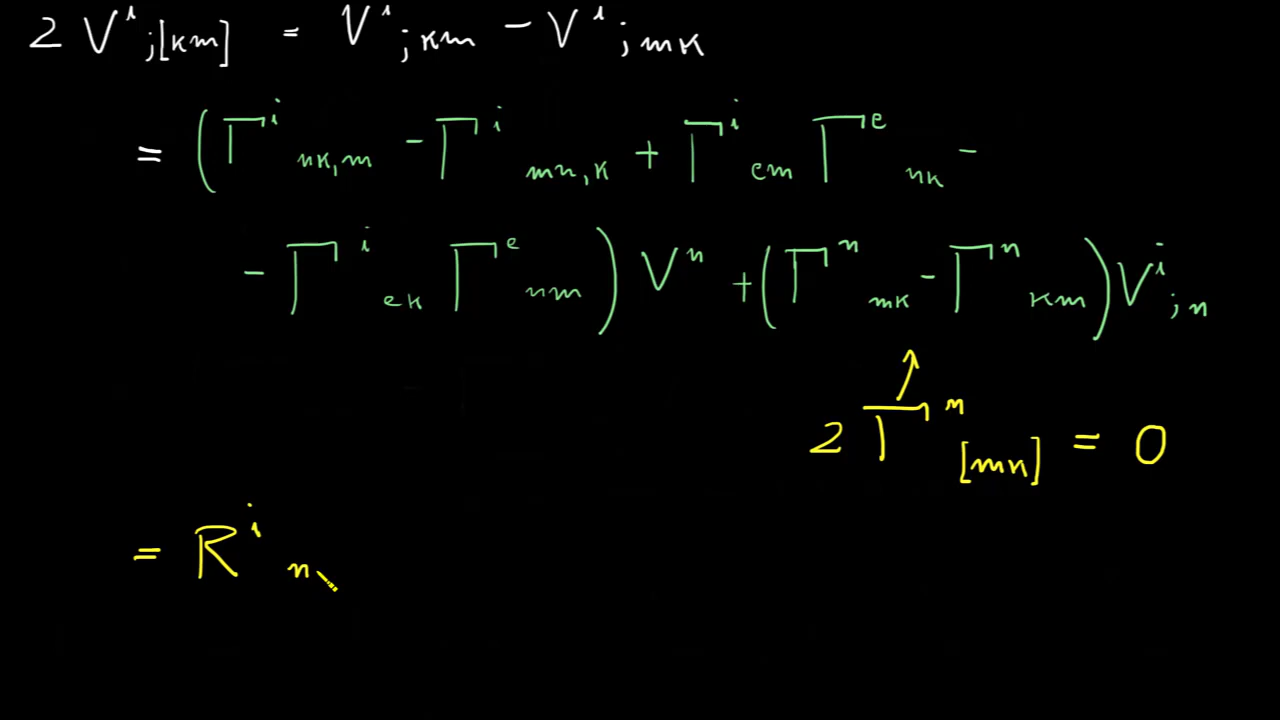 2 V^i_{;[km]} = V^i_{;km} - V^i_{;mk}
= (Γ^i_{nk,m} - Γ^i_{mn,k} + Γ^i_{em} Γ^e_{nk} -
- Γ^i_{ek} Γ^e_{nm}) V^n + (Γ^n_{mk} - Γ^n_{km}) V^i_{;n}
2 Γ^n_{[mk]} = 0
= R^i_n